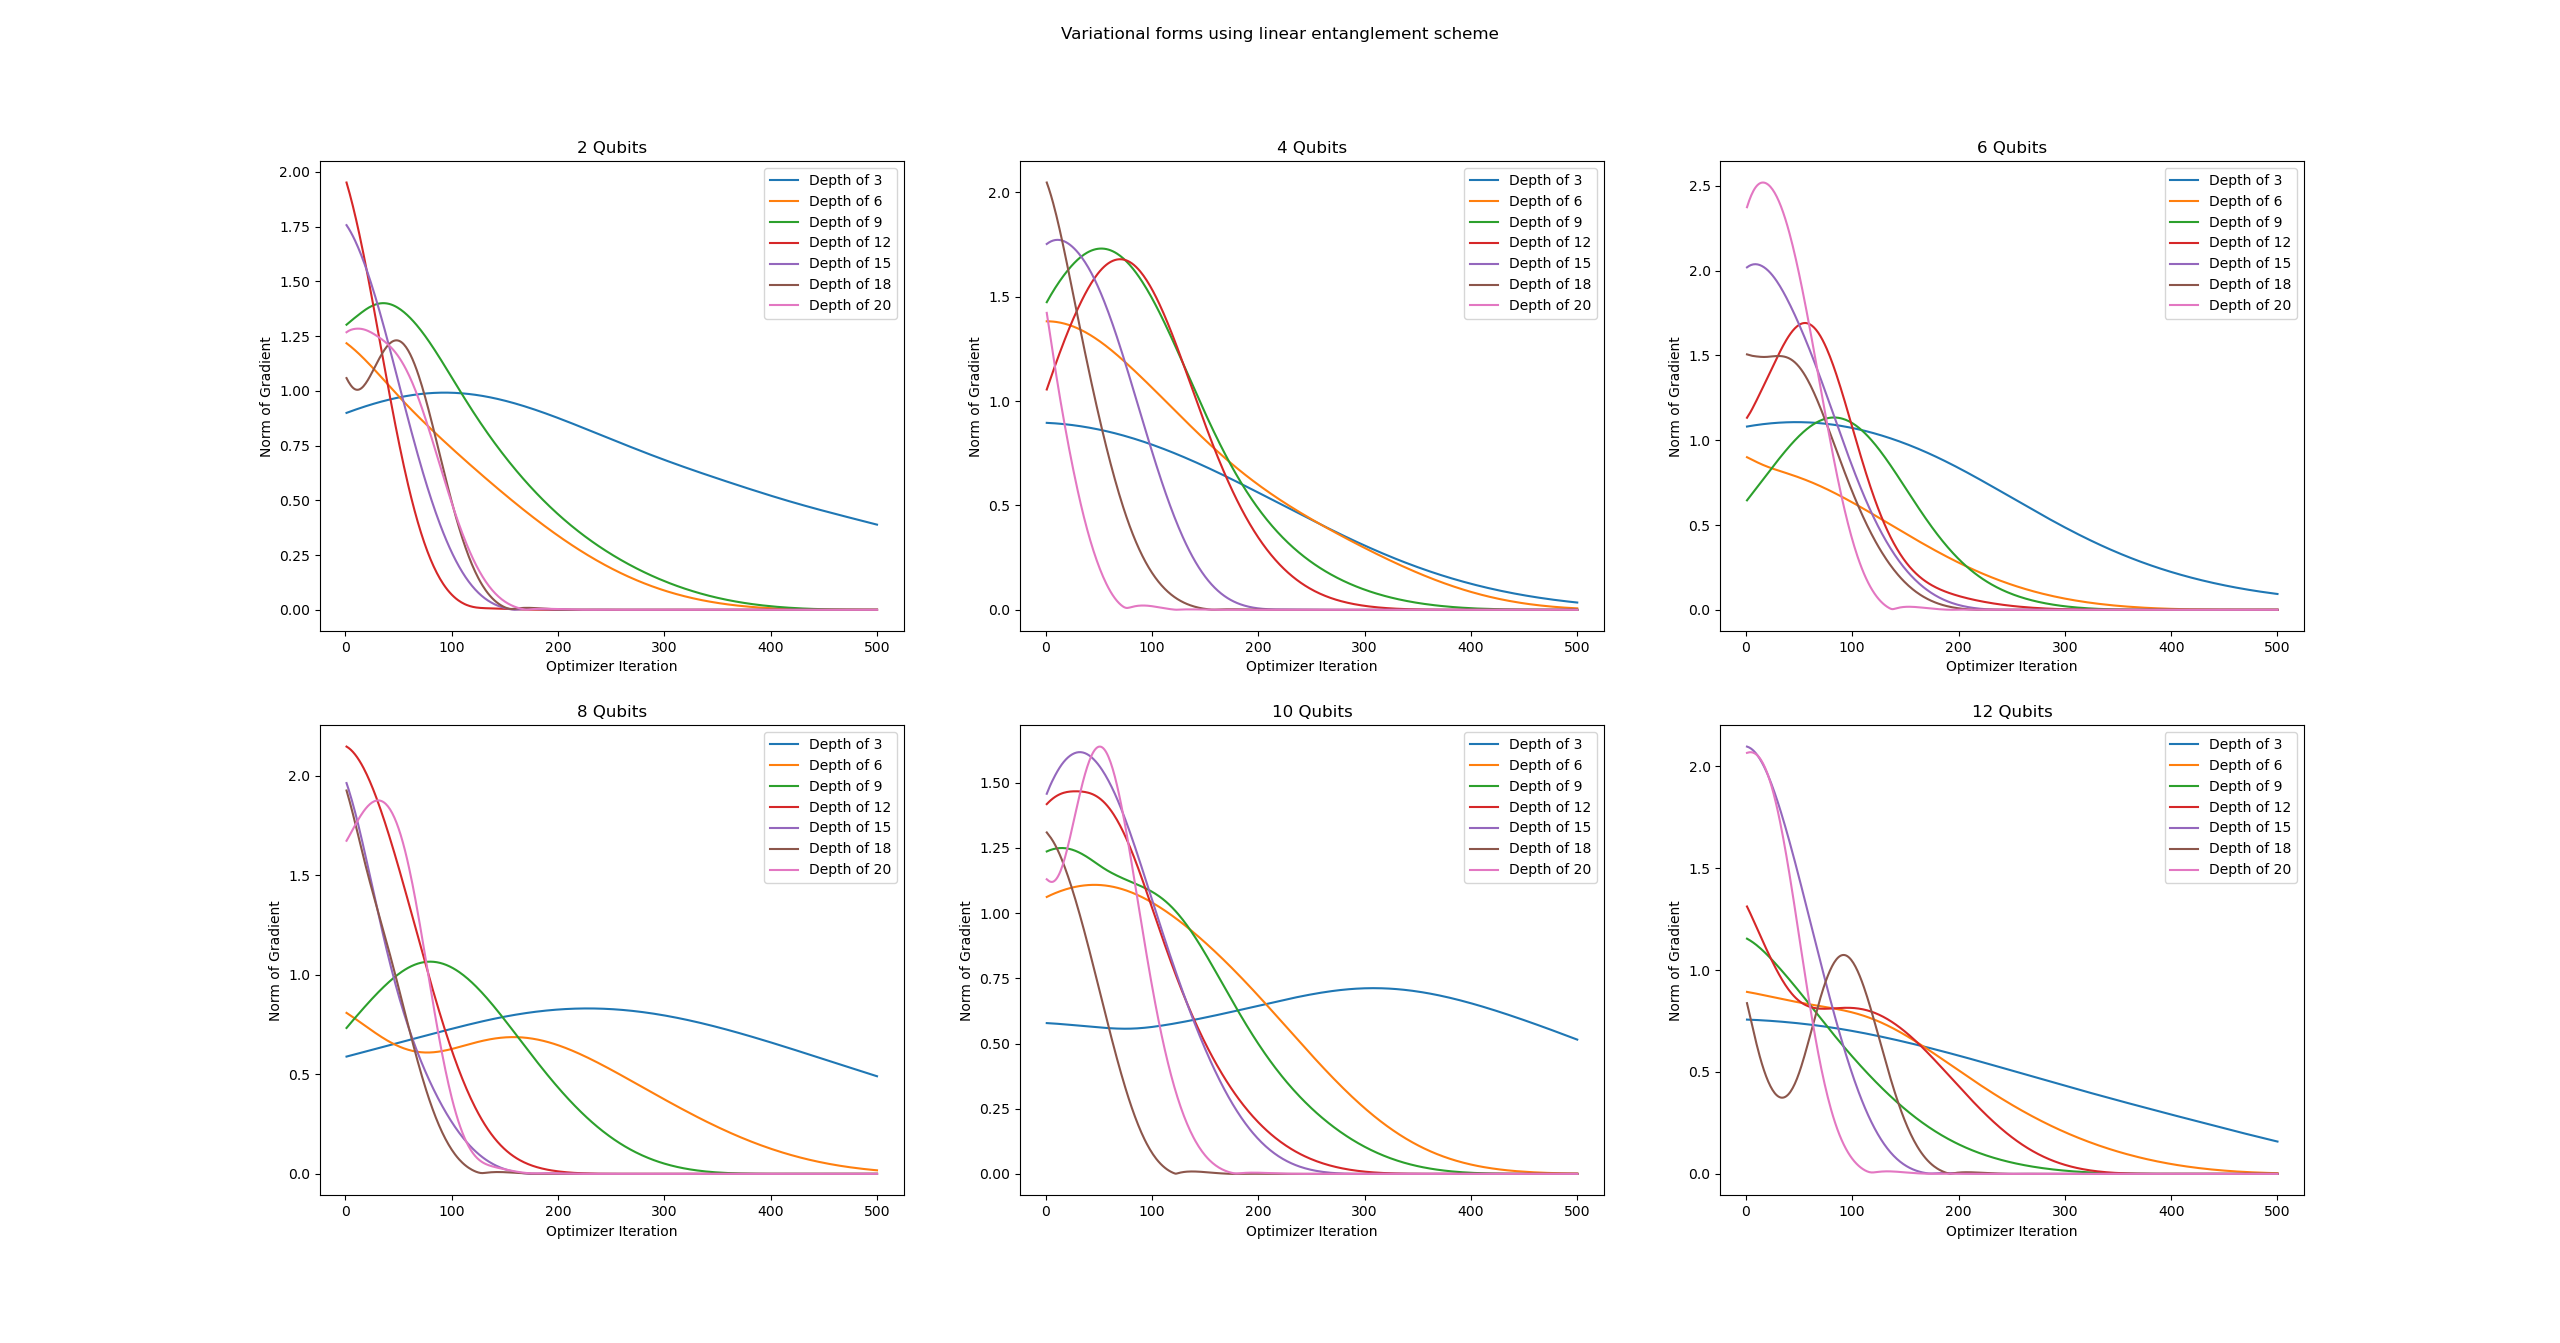 Variational forms using linear entanglement scheme
2 Qubits
Norm of Gradient
2.00
1.75
1.50
1.25
1.00
0.75
0.50
0.25
0.00
Depth of 3
Depth of 6
Depth of 9
Depth of 12
Depth of 15
Depth of 18
Depth of 20
0 100 200 300 400 500
Optimizer Iteration
4 Qubits
Norm of Gradient
2.0
1.5
1.0
0.5
0.0
Depth of 3
Depth of 6
Depth of 9
Depth of 12
Depth of 15
Depth of 18
Depth of 20
0 100 200 300 400 500
Optimizer Iteration
6 Qubits
Norm of Gradient
2.5
2.0
1.5
1.0
0.5
0.0
Depth of 3
Depth of 6
Depth of 9
Depth of 12
Depth of 15
Depth of 18
Depth of 20
0 100 200 300 400 500
Optimizer Iteration
8 Qubits
Norm of Gradient
2.0
1.5
1.0
0.5
0.0
Depth of 3
Depth of 6
Depth of 9
Depth of 12
Depth of 15
Depth of 18
Depth of 20
0 100 200 300 400 500
Optimizer Iteration
10 Qubits
Norm of Gradient
1.50
1.25
1.00
0.75
0.50
0.25
0.00
Depth of 3
Depth of 6
Depth of 9
Depth of 12
Depth of 15
Depth of 18
Depth of 20
0 100 200 300 400 500
Optimizer Iteration
12 Qubits
Norm of Gradient
2.0
1.5
1.0
0.5
0.0
Depth of 3
Depth of 6
Depth of 9
Depth of 12
Depth of 15
Depth of 18
Depth of 20
0 100 200 300 400 500
Optimizer Iteration